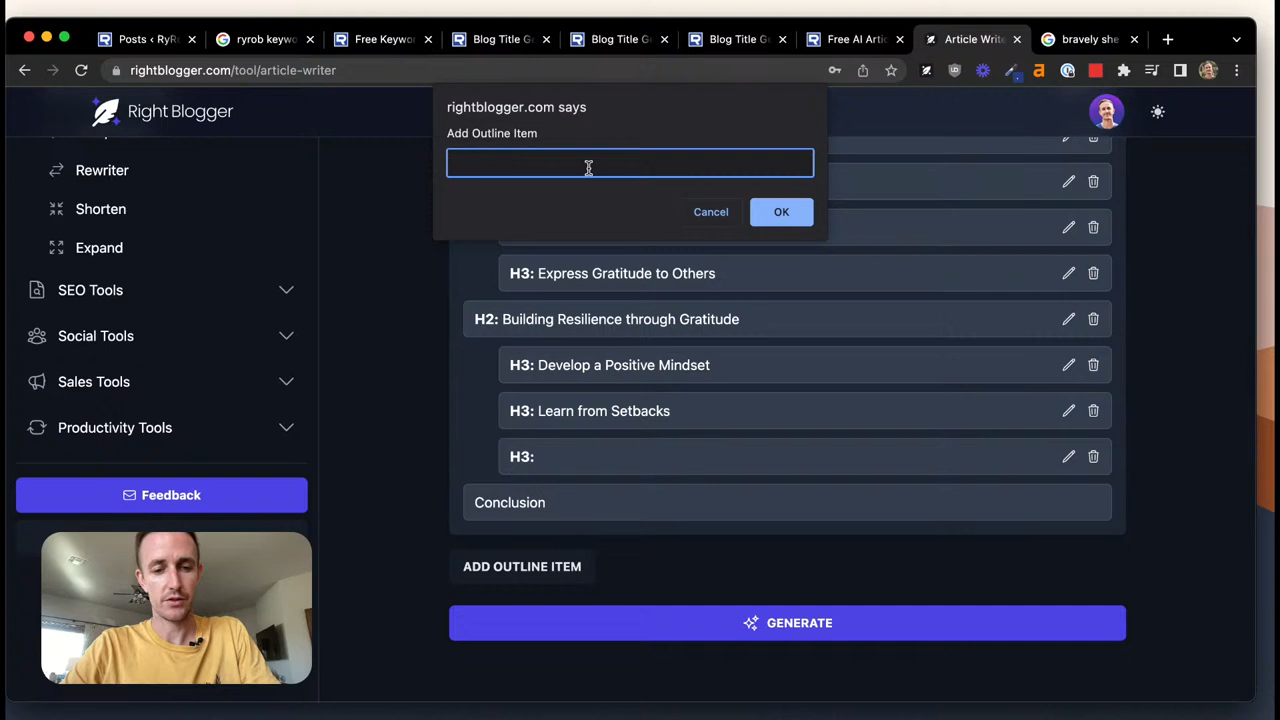 Posts ‹ RyR
ryrob keywo
Free Keywor
Blog Title G
Blog Title G
Blog Title G
Free AI Artic
Article Write
bravely she
rightblogger.com/tool/article-writer
Right Blogger
rightblogger.com says
Add Outline Item
Cancel
OK
Rewriter
Shorten
Expand
SEO Tools
Social Tools
Sales Tools
Productivity Tools
Feedback
H3: Express Gratitude to Others
H2: Building Resilience through Gratitude
H3: Develop a Positive Mindset
H3: Learn from Setbacks
H3:
Conclusion
ADD OUTLINE ITEM
GENERATE